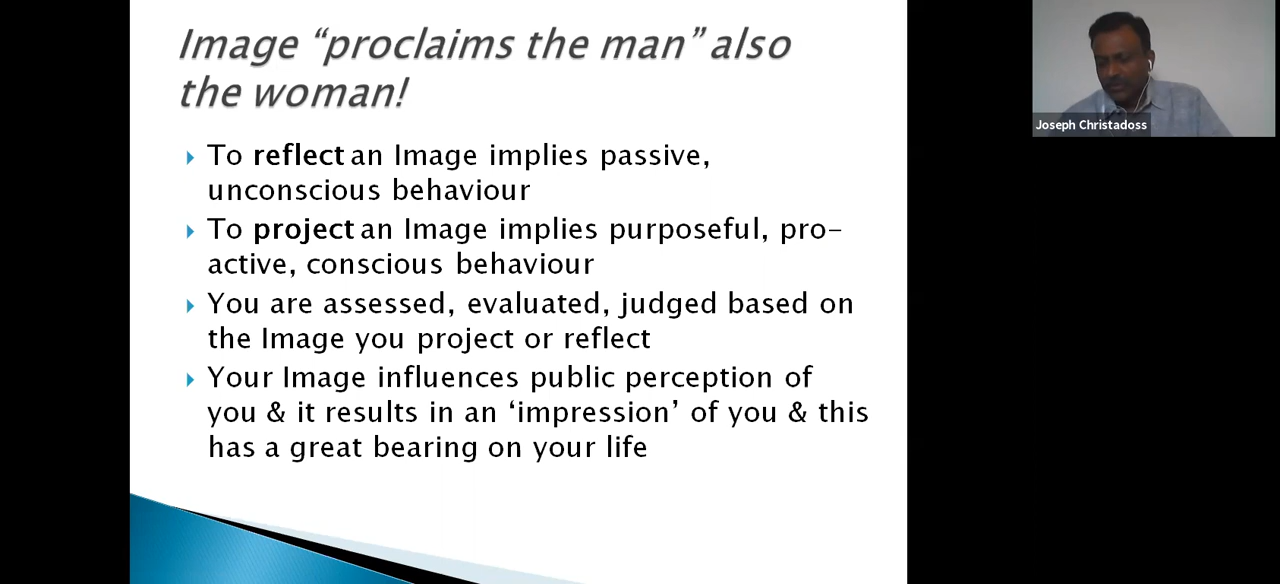 Image “proclaims the man” also
the woman!
To reflect an Image implies passive,
unconscious behaviour
To project an Image implies purposeful, pro-
active, conscious behaviour
You are assessed, evaluated, judged based on
the Image you project or reflect
Your Image influences public perception of
you & it results in an ‘impression’ of you & this
has a great bearing on your life
Joseph Christadoss